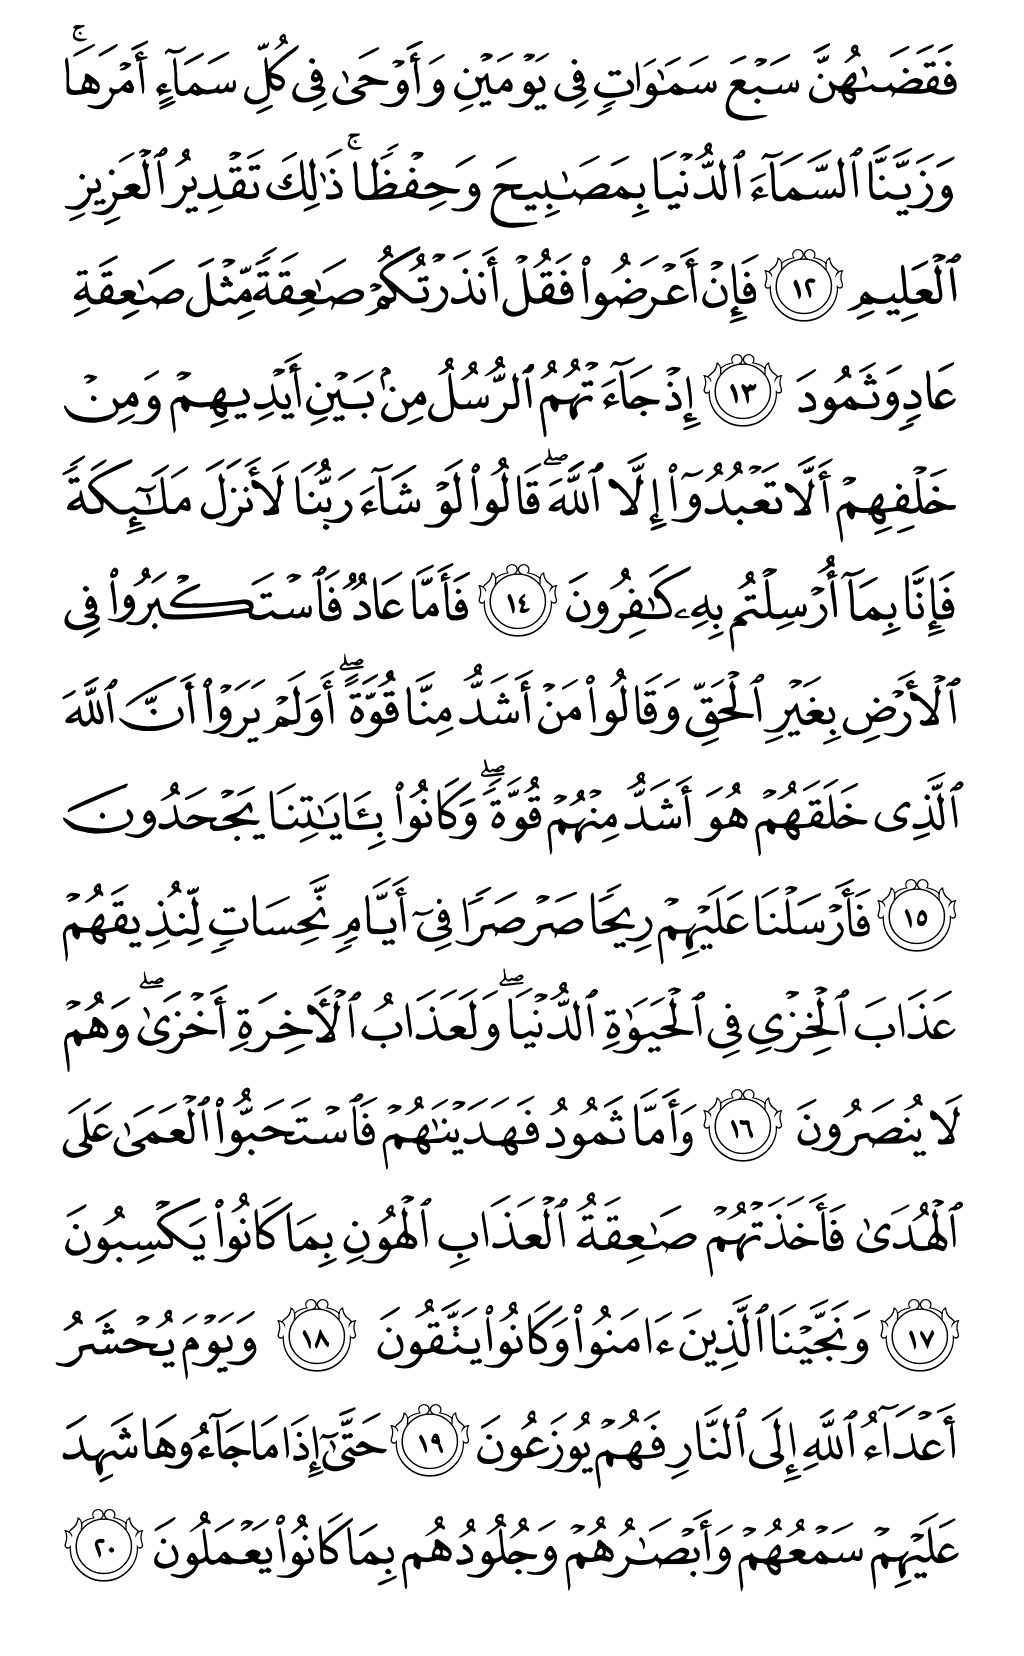 فَقَضَىٰهُنَّ سَبْعَ سَمَـٰوَاتٍ فِى يَوْمَيْنِ وَأَوْحَىٰ فِى كُلِّ سَمَآءٍ أَمْرَهَا ۚ
وَزَيَّنَّا ٱلسَّمَآءَ ٱلدُّنْيَا بِمَصَـٰبِيحَ وَحِفْظًا ۚ ذَٰلِكَ تَقْدِيرُ ٱلْعَزِيزِ
ٱلْعَلِيمِ ١٢ فَإِنْ أَعْرَضُوا۟ فَقُلْ أَنذَرْتُكُمْ صَـٰعِقَةً مِّثْلَ صَـٰعِقَةِ
عَادٍ وَثَمُودَ ١٣ إِذْ جَآءَتْهُمُ ٱلرُّسُلُ مِنۢ بَيْنِ أَيْدِيهِمْ وَمِنْ
خَلْفِهِمْ أَلَّا تَعْبُدُوٓا۟ إِلَّا ٱللَّهَ ۖ قَالُوا۟ لَوْ شَآءَ رَبُّنَا لَأَنزَلَ مَلَـٰٓئِكَةً
فَإِنَّا بِمَآ أُرْسِلْتُم بِهِۦ كَـٰفِرُونَ ١٤ فَأَمَّا عَادٌ فَٱسْتَكْبَرُوا۟ فِى
ٱلْأَرْضِ بِغَيْرِ ٱلْحَقِّ وَقَالُوا۟ مَنْ أَشَدُّ مِنَّا قُوَّةً ۖ أَوَلَمْ يَرَوْا۟ أَنَّ ٱللَّهَ
ٱلَّذِى خَلَقَهُمْ هُوَ أَشَدُّ مِنْهُمْ قُوَّةً ۖ وَكَانُوا۟ بِـَٔايَـٰتِنَا يَجْحَدُونَ
١٥ فَأَرْسَلْنَا عَلَيْهِمْ رِيحًا صَرْصَرًا فِىٓ أَيَّامٍ نَّحِسَاتٍ لِّنُذِيقَهُمْ
عَذَابَ ٱلْخِزْىِ فِى ٱلْحَيَوٰةِ ٱلدُّنْيَا ۖ وَلَعَذَابُ ٱلْـَٔاخِرَةِ أَخْزَىٰ ۖ وَهُمْ
لَا يُنصَرُونَ ١٦ وَأَمَّا ثَمُودُ فَهَدَيْنَـٰهُمْ فَٱسْتَحَبُّوا۟ ٱلْعَمَىٰ عَلَى
ٱلْهُدَىٰ فَأَخَذَتْهُمْ صَـٰعِقَةُ ٱلْعَذَابِ ٱلْهُونِ بِمَا كَانُوا۟ يَكْسِبُونَ
١٧ وَنَجَّيْنَا ٱلَّذِينَ ءَامَنُوا۟ وَكَانُوا۟ يَتَّقُونَ ١٨ وَيَوْمَ يُحْشَرُ
أَعْدَآءُ ٱللَّهِ إِلَى ٱلنَّارِ فَهُمْ يُوزَعُونَ ١٩ حَتَّىٰٓ إِذَا مَا جَآءُوهَا شَهِدَ
عَلَيْهِمْ سَمْعُهُمْ وَأَبْصَـٰرُهُمْ وَجُلُودُهُم بِمَا كَانُوا۟ يَعْمَلُونَ ٢٠